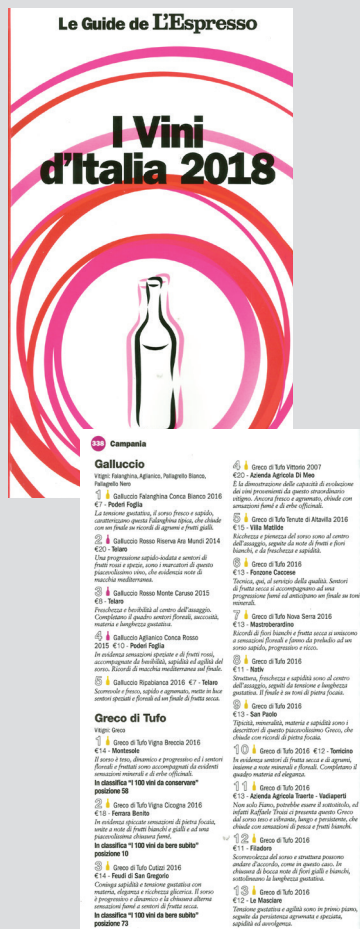 Le Guide de L'Espresso
I Vini
d'Italia 2018
338 Campania
Galluccio
Vitigni: Falanghina, Aglianico, Pallagrello Bianco,
Pallagrello Nero
1 Galluccio Falanghina Conca Bianco 2016
€7 - Poderi Foglia
La tensione gustativa, il sorso fresco e sapido,
caratterizzano questa Falanghina tipica, che chiude
con un finale su ricordi di agrumi e frutti gialli.
2 Galluccio Rosso Riserva Ara Mundi 2014
€20 - Telaro
Una progressione sapido-iodata e sentori di
frutti rossi e spezie, sono i marcatori di questo
piacevolissimo vino, che evidenzia note di
macchia mediterranea.
3 Galluccio Rosso Monte Caruso 2015
€8 - Telaro
Freschezza e bevibilità al centro dell'assaggio.
Completano il quadro sentori floreali, succosità,
materia e lunghezza gustativa.
4 Galluccio Aglianico Conca Rosso
2015 €10 - Poderi Foglia
In evidenza sensazioni speziate e di frutti rossi,
accompagnate da bevibilità, sapidità ed agilità del
sorso. Ricordi di macchia mediterranea sul finale.
5 Galluccio Ripabianca 2016 €7 - Telaro
Scorrevole e fresco, sapido e agrumato, mette in luce
sentori speziati e floreali ed un finale di frutta secca.
Greco di Tufo
Vitigni: Greco
1 Greco di Tufo Vigna Breccia 2016
€14 - Montesole
Il sorso è teso, dinamico e progressivo ed i sentori
floreali e fruttati sono accompagnati da evidenti
sensazioni minerali e di erbe officinali.
In classifica "I 100 vini da conservare"
posizione 58
2 Greco di Tufo Vigna Cicogna 2016
€18 - Ferrara Benito
In evidenza spiccate sensazioni di pietra focaia,
unite a note di frutti bianchi e gialli e ad una
piacevolissima chiusura fumé.
In classifica "I 100 vini da bere subito"
posizione 10
3 Greco di Tufo Cutizzi 2016
€14 - Feudi di San Gregorio
Coniuga sapidità e tensione gustativa con
materia, eleganza e ricchezza glicerica. Il sorso
è progressivo e dinamico e la chiusura alterna
sensazioni fumé a sentori di frutta secca.
In classifica "I 100 vini da bere subito"
posizione 73
4 Greco di Tufo Vittorio 2007
€20 - Azienda Agricola Di Meo
È la dimostrazione delle capacità di evoluzione
dei vini provenienti da questo straordinario
vitigno. Ancora fresco e agrumato, chiude con
sensazioni fumé e di erbe officinali.
5 Greco di Tufo Tenute di Altavilla 2016
€15 - Villa Matilde
Ricchezza e pienezza del sorso sono al centro
dell'assaggio, seguite da note di frutti e fiori
bianchi, e da freschezza e sapidità.
6 Greco di Tufo 2016
€13 - Fonzone Caccese
Tecnica, qui, al servizio della qualità. Sentori
di frutta secca si accompagnano ad una
progressione fumé ed anticipano un finale su toni
minerali.
7 Greco di Tufo Nova Serra 2016
€13 - Mastroberardino
Ricordi di fiori bianchi e frutta secca si uniscono
a sensazioni floreali e fanno da preludio ad un
sorso sapido, progressivo e ricco.
8 Greco di Tufo 2016
€11 - Nativ
Struttura, freschezza e sapidità sono al centro
dell'assaggio, seguiti da tensione e lunghezza
gustativa. Il finale è su toni di pietra focaia.
9 Greco di Tufo 2016
€13 - San Paolo
Tipicità, mineralità, materia e sapidità sono i
descrittori di questo piacevolissimo Greco, che
chiude con ricordi di pietra focaia.
10 Greco di Tufo 2016 €12 - Torricino
In evidenza sentori di frutta secca e di agrumi,
insieme a note minerali e floreali. Completano il
quadro materia ed eleganza.
11 Greco di Tufo 2016
€13 - Azienda Agricola Traerte - Vadiaperti
Non solo Fiano, potrebbe essere il sottotitolo, ed
infatti Raffaele Troisi ci presenta questo Greco
dal sorso teso e vibrante, lungo e persistente, che
chiude con sensazioni di pesca e frutti bianchi.
12 Greco di Tufo 2016
€11 - Filadoro
Scorrevolezza del sorso e struttura possono
andare d'accordo, come in questo caso. In
chiusura di bocca note di fiori gialli e bianchi,
sottolineano la lunghezza gustativa.
13 Greco di Tufo 2016
€12 - Le Masciare
Tensione gustativa e agilità sono in primo piano,
seguite da persistenza agrumata e speziata,
sapidità ed avvolgenza.